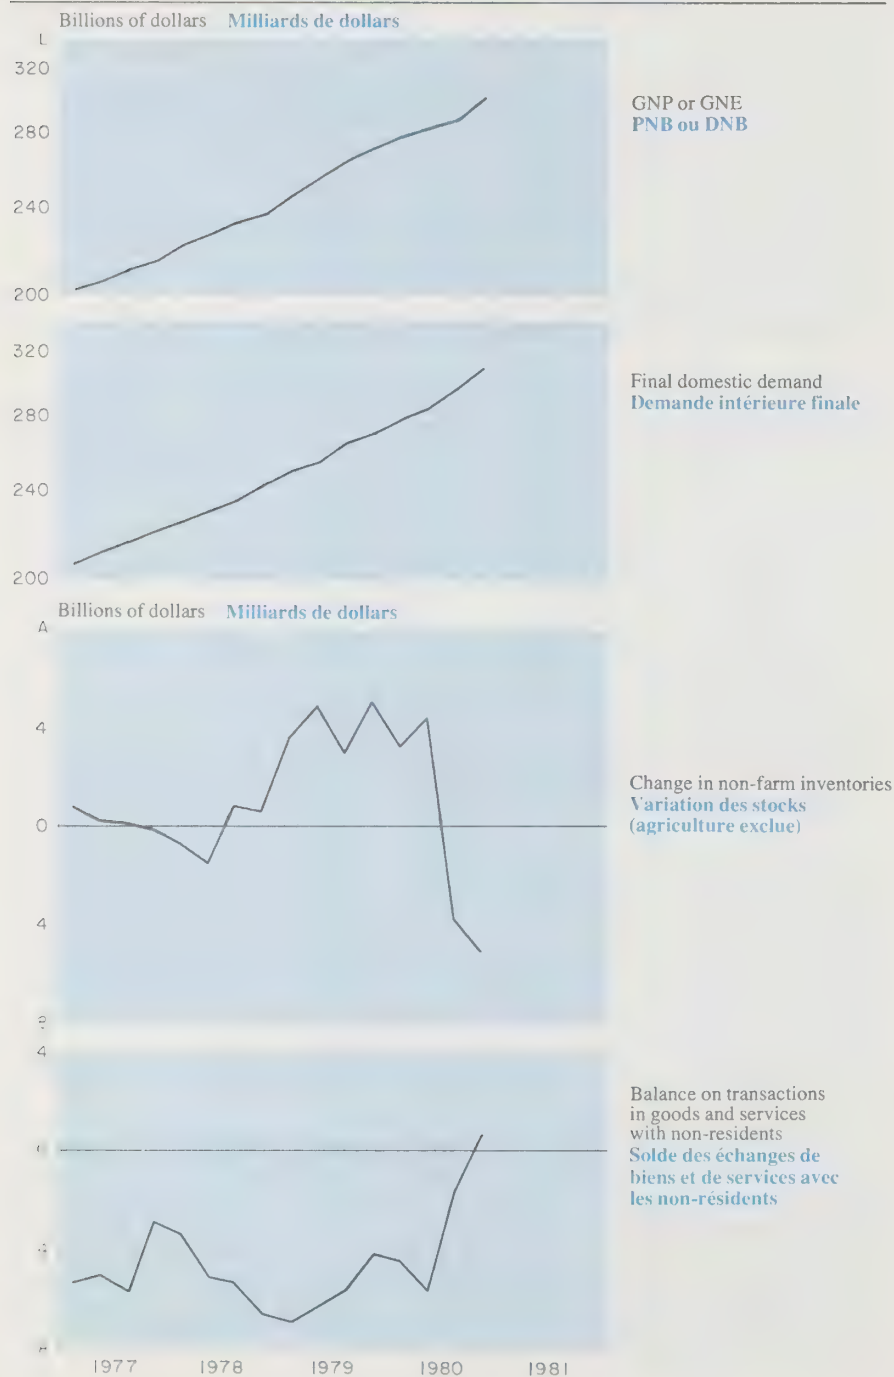 Billions of dollars Milliards de dollars
L
320
280
240
200
GNP or GNE
PNB ou DNB
320
280
240
200
Final domestic demand
Demande intérieure finale
Billions of dollars Milliards de dollars
A
4
0
4
Change in non-farm inventories
Variation des stocks
(agriculture exclue)
4
Balance on transactions
in goods and services
with non-residents
Solde des échanges de
biens et de services avec
les non-résidents
1977 1978 1979 1980 1981